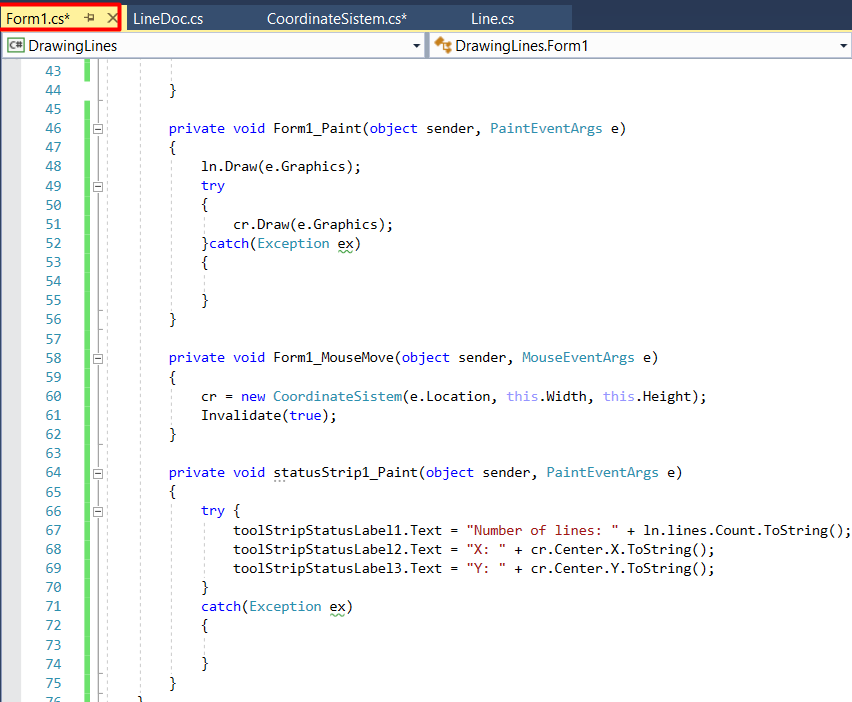 Form1.cs* LineDoc.cs CoordinateSistem.cs* Line.cs
C# DrawingLines DrawingLines.Form1
43
44 }
45
46 private void Form1_Paint(object sender, PaintEventArgs e)
47 {
48 ln.Draw(e.Graphics);
49 try
50 {
51 cr.Draw(e.Graphics);
52 }catch(Exception ex)
53 {
54
55 }
56 }
57
58 private void Form1_MouseMove(object sender, MouseEventArgs e)
59 {
60 cr = new CoordinateSistem(e.Location, this.Width, this.Height);
61 Invalidate(true);
62 }
63
64 private void statusStrip1_Paint(object sender, PaintEventArgs e)
65 {
66 try {
67 toolStripStatusLabel1.Text = "Number of lines: " + ln.lines.Count.ToString();
68 toolStripStatusLabel2.Text = "X: " + cr.Center.X.ToString();
69 toolStripStatusLabel3.Text = "Y: " + cr.Center.Y.ToString();
70 }
71 catch(Exception ex)
72 {
73
74 }
75 }
76 }